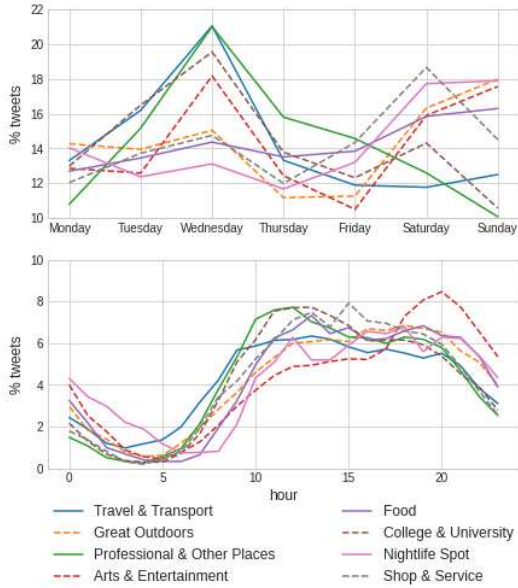 22
20
18
16
14
12
10
% tweets
Monday Tuesday Wednesday Thursday Friday Saturday Sunday
10
8
6
4
2
0
% tweets
0 5 10 15 20
hour
Travel & Transport Food
Great Outdoors College & University
Professional & Other Places Nightlife Spot
Arts & Entertainment Shop & Service